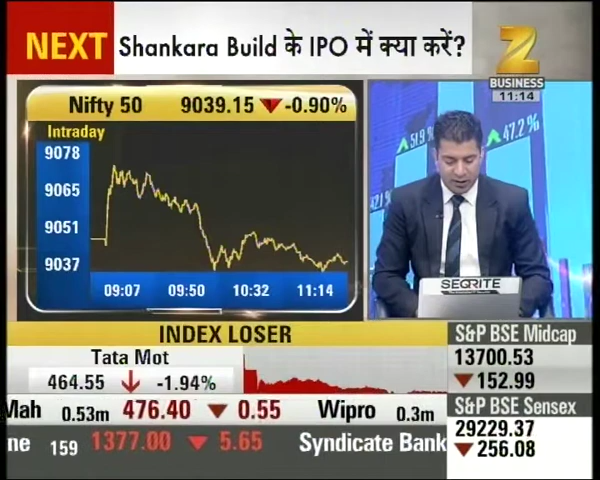 NEXT
Shankara Build के IPO में क्या करें?
Z
BUSINESS
11:14
Nifty 50 9039.15 -0.90%
Intraday
9078
9065
9051
9037
09:07 09:50 10:32 11:14
51.9%
47.2%
SEQRITE
INDEX LOSER
Tata Mot
464.55 -1.94%
S&P BSE Midcap
13700.53
152.99
Mah 0.53m 476.40 0.55 Wipro 0.3m
S&P BSE Sensex
29229.37
256.08
ne 159 1377.00 5.65 Syndicate Bank